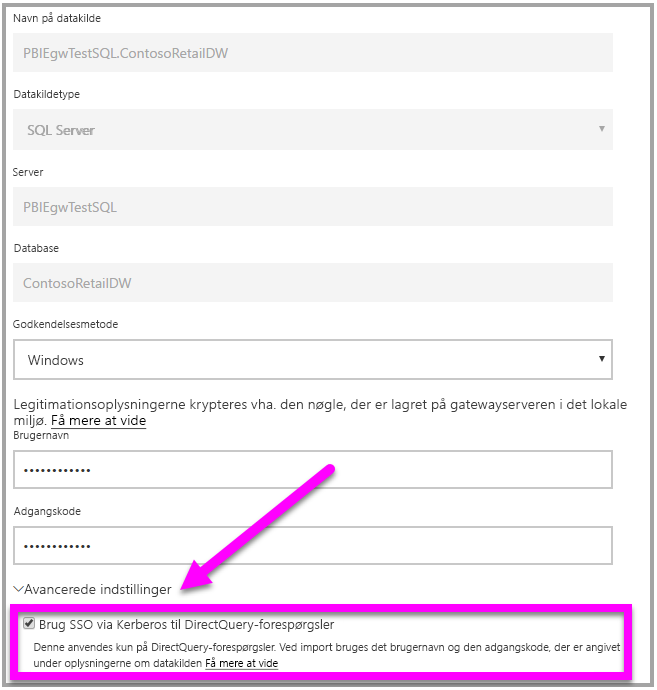 Navn på datakilde
PBIEgwTestSQL.ContosoRetailDW
Datakildetype
SQL Server
Server
PBIEgwTestSQL
Database
ContosoRetailDW
Godkendelsesmetode
Windows
Legitimationsoplysningerne krypteres vha. den nøgle, der er lagret på gatewayserveren i det lokale
miljø. Få mere at vide
Brugernavn
••••••••••••
Adgangskode
••••••••••••
Avancerede indstillinger
Brug SSO via Kerberos til DirectQuery-forespørgsler
Denne anvendes kun på DirectQuery-forespørgsler. Ved import bruges det brugernavn og den adgangskode, der er angivet
under oplysningerne om datakilden Få mere at vide